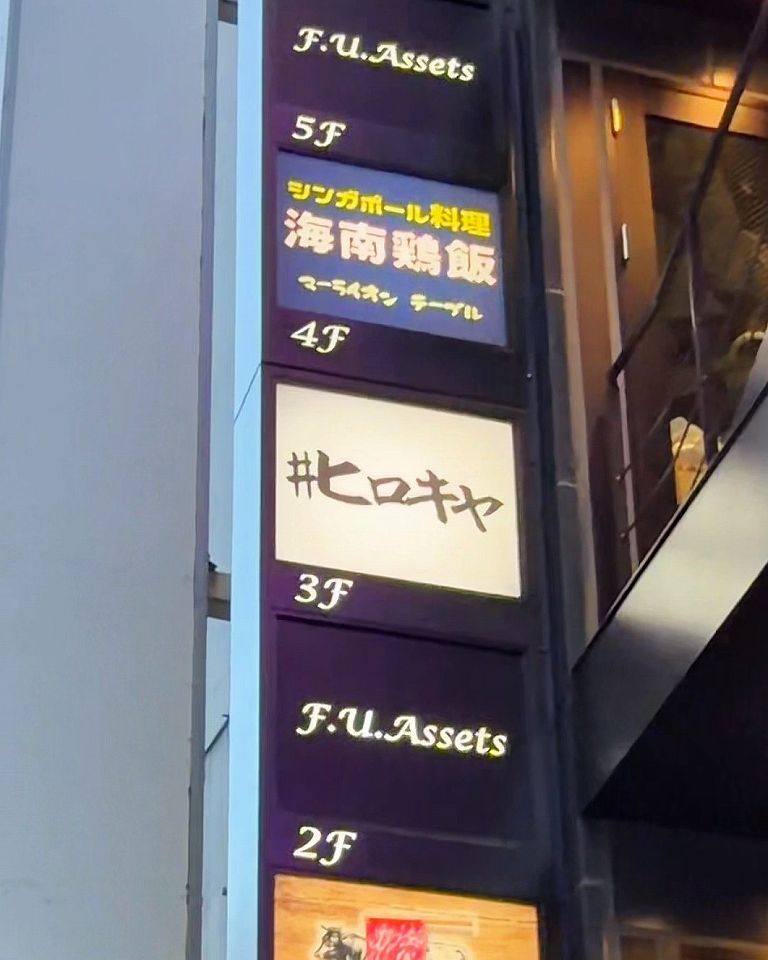 F.U.Assets
5F
シンガポール料理
海南鶏飯
マーライオン テーブル
4F
#ヒロキヤ
3F
F.U.Assets
2F